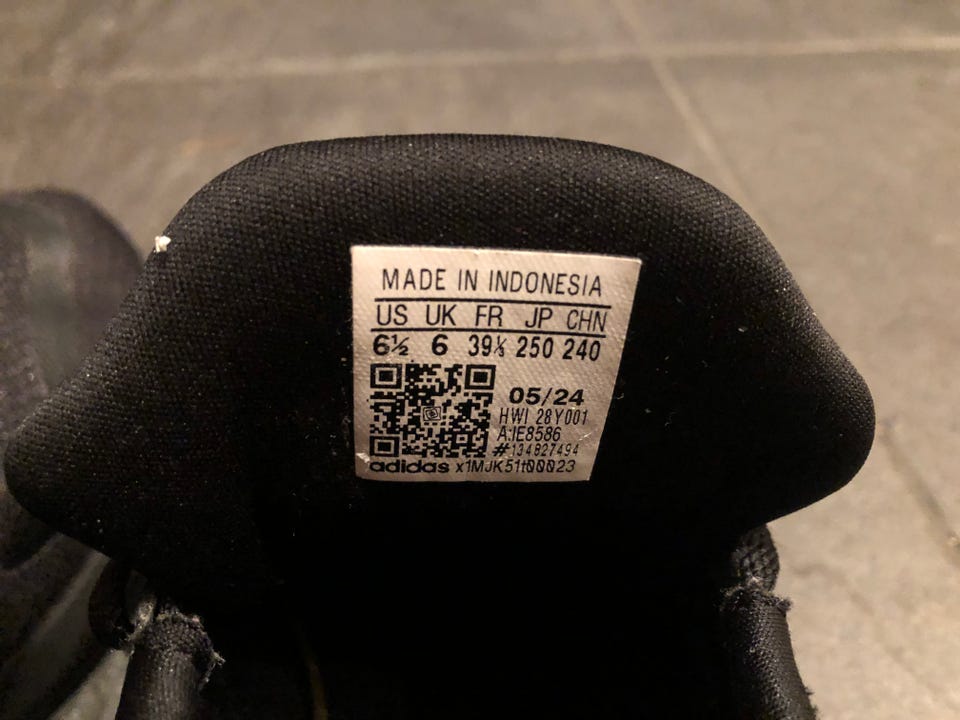 MADE IN INDONESIA
US UK FR JP CHN
6½ 6 39⅓ 250 240
05/24
HWI 28Y001
A:IE8586
#134827494
adidas x1MJK51t00023